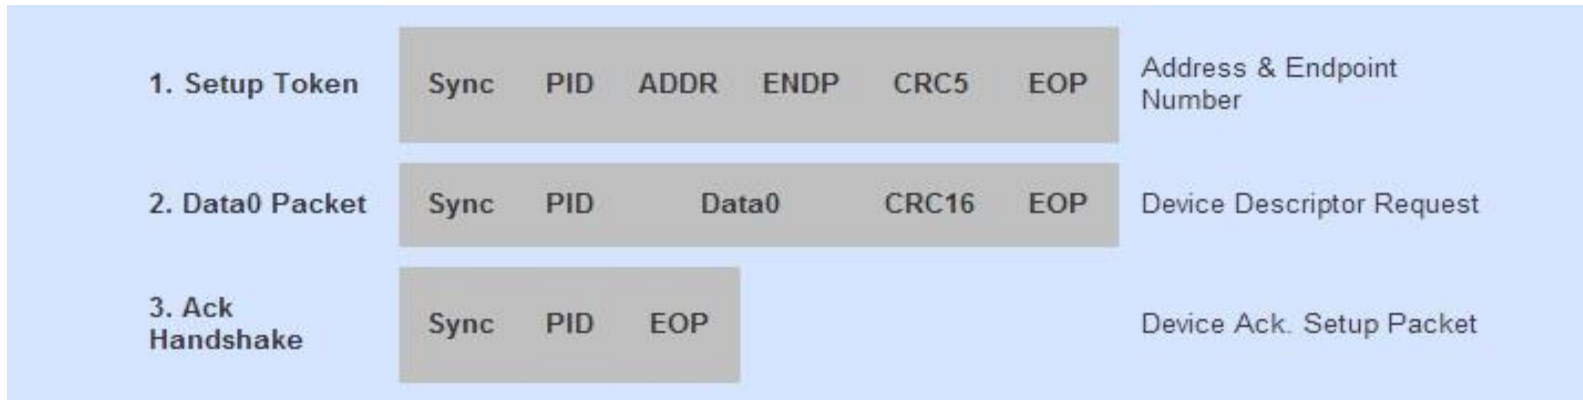 1. Setup Token Sync PID ADDR ENDP CRC5 EOP Address & Endpoint
Number
2. Data0 Packet Sync PID Data0 CRC16 EOP Device Descriptor Request
3. Ack
Handshake Sync PID EOP Device Ack. Setup Packet